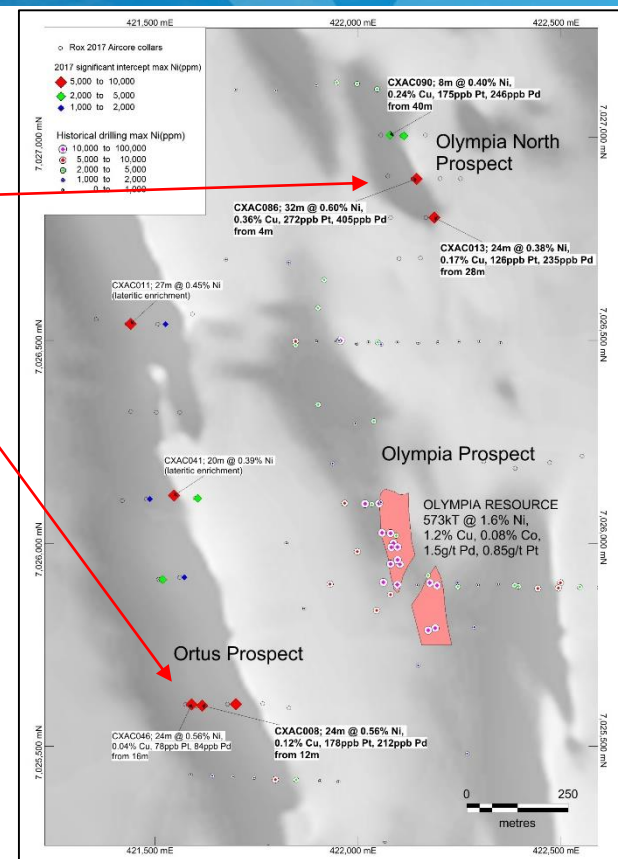 421,500 mE
422,000 mE
422,500 mE
Rox 2017 Aircore collars
2017 significant intercept max Ni(ppm)
5,000 to 10,000
2,000 to 5,000
1,000 to 2,000
Historical drilling max Ni(ppm)
10,000 to 100,000
5,000 to 10,000
2,000 to 5,000
1,000 to 2,000
0 to 1,000
CXAC090; 8m @ 0.40% Ni,
0.24% Cu, 175ppb Pt, 246ppb Pd
from 40m
Olympia North
Prospect
7,027,000 mN
7,027,000 mN
CXAC086; 32m @ 0.60% Ni,
0.36% Cu, 272ppb Pt, 405ppb Pd
from 4m
CXAC013; 24m @ 0.38% Ni,
0.17% Cu, 126ppb Pt, 235ppb Pd
from 28m
CXAC011; 27m @ 0.45% Ni
(lateritic enrichment)
7,026,500 mN
7,026,500 mN
CXAC041; 20m @ 0.39% Ni
(lateritic enrichment)
Olympia Prospect
OLYMPIA RESOURCE
573kT @ 1.6% Ni,
1.2% Cu, 0.08% Co,
1.5g/t Pd, 0.85g/t Pt
7,026,000 mN
7,026,000 mN
Ortus Prospect
CXAC046; 24m @ 0.56% Ni,
0.04% Cu, 78ppb Pt, 84ppb Pd
from 16m
CXAC008; 24m @ 0.56% Ni,
0.12% Cu, 178ppb Pt, 212ppb Pd
from 12m
7,025,500 mN
7,025,500 mN
0
250
metres
421,500 mE
422,000 mE
422,500 mE